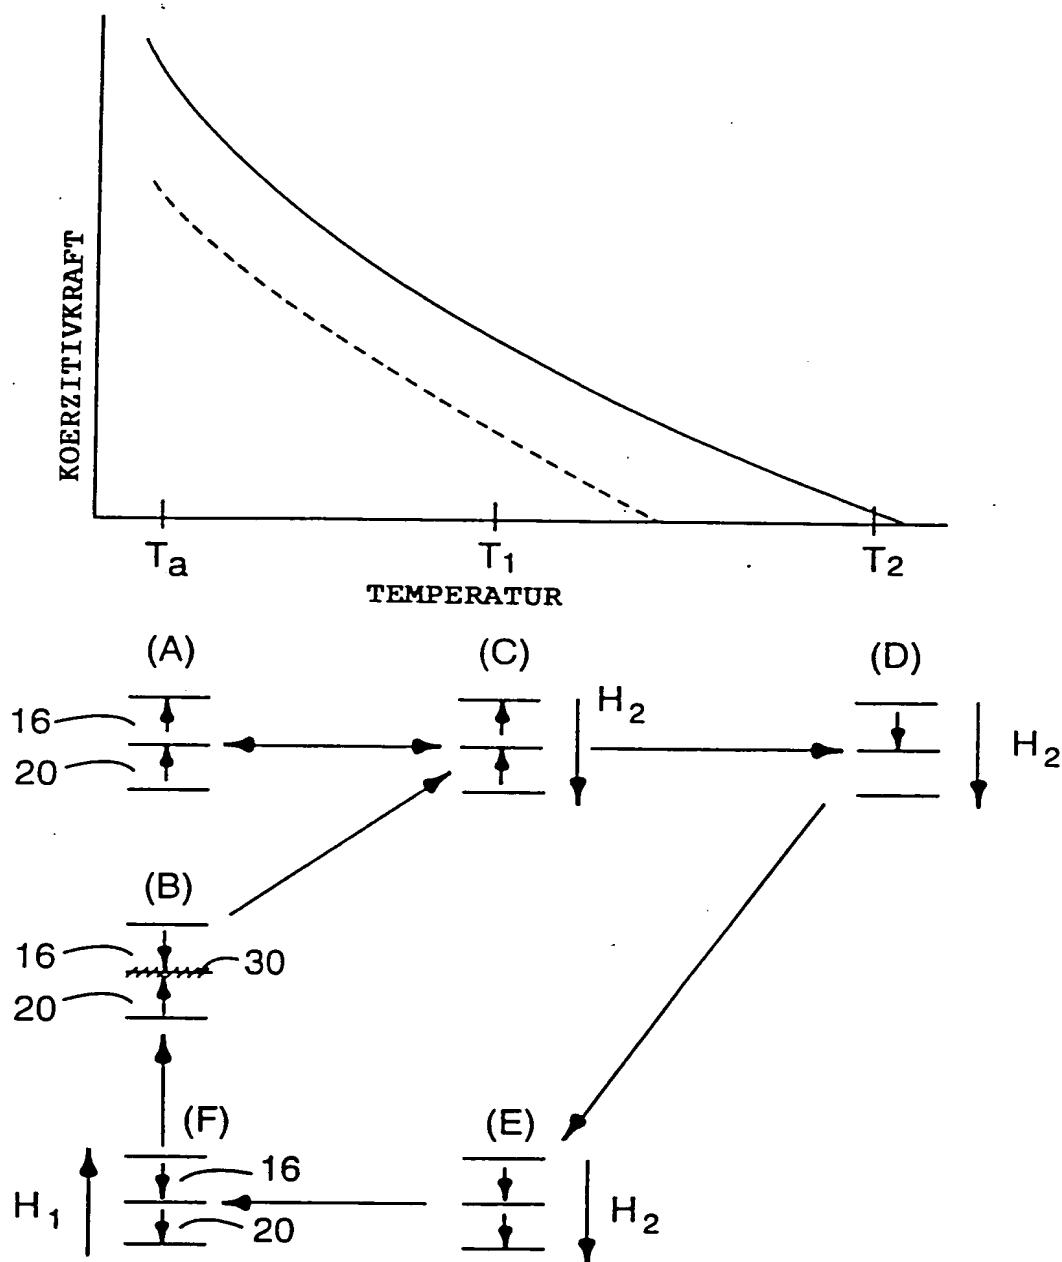 KOERZITIVKRAFT
Ta T1 T2
TEMPERATUR
(A) (C) (D)
16 H2
20 H2
(B)
16 30
20
(F) (E)
16
H1 H2
20